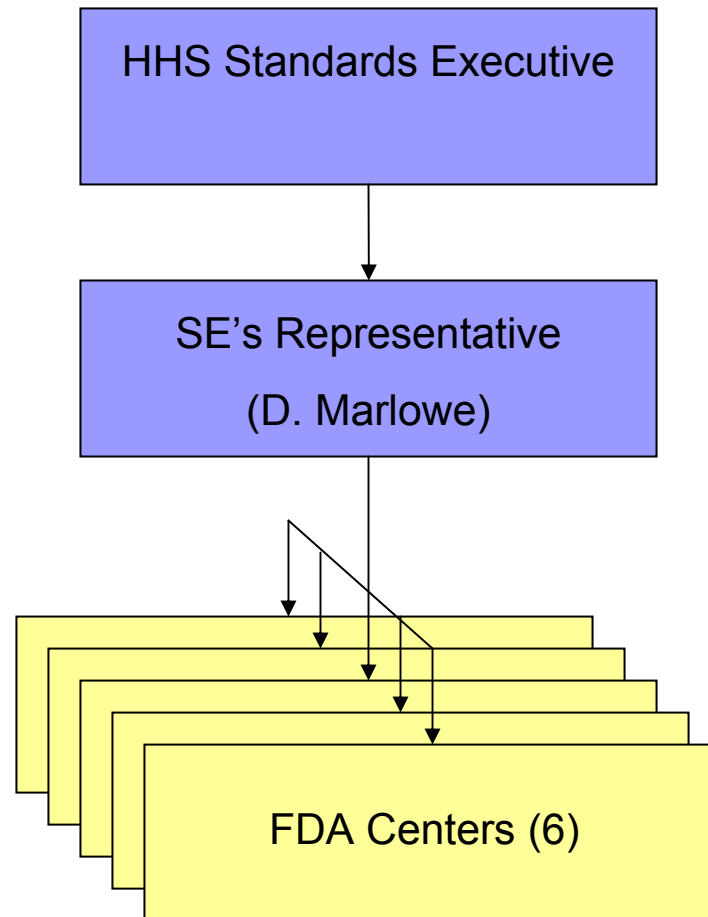 HHS Standards Executive
SE’s Representative
(D. Marlowe)
FDA Centers (6)